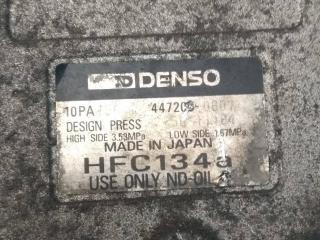 DENSO
10PA
DESIGN PRESS
HIGH SIDE 3.53MPa LOW SIDE 1.67MPa
MADE IN JAPAN
HFC134a
USE ONLY ND-OIL